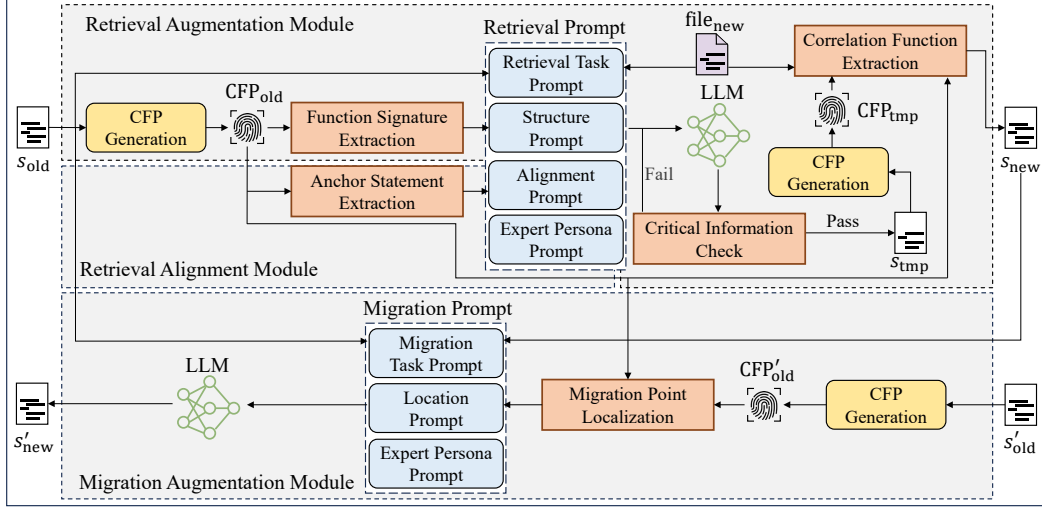 Retrieval Augmentation Module
Retrieval Prompt
file_new
Correlation Function
Extraction
Retrieval Task
Prompt
CFP_old
LLM
CFP_tmp
CFP
Generation
Function Signature
Extraction
Structure
Prompt
s_old
s_new
CFP
Generation
Fail
Anchor Statement
Extraction
Alignment
Prompt
Pass
Expert Persona
Prompt
Critical Information
Check
s_tmp
Retrieval Alignment Module
Migration Prompt
Migration
Task Prompt
LLM
CFP'_old
Location
Prompt
Migration Point
Localization
CFP
Generation
s'_new
s'_old
Expert Persona
Prompt
Migration Augmentation Module